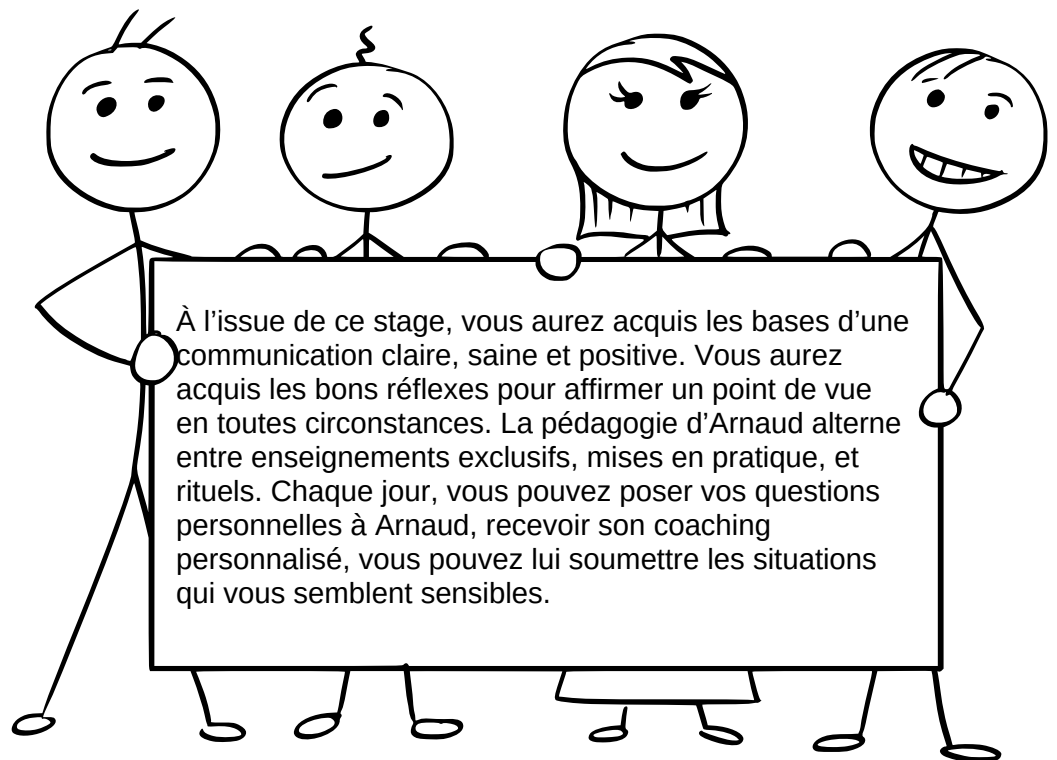 À l’issue de ce stage, vous aurez acquis les bases d’une
communication claire, saine et positive. Vous aurez
acquis les bons réflexes pour affirmer un point de vue
en toutes circonstances. La pédagogie d’Arnaud alterne
entre enseignements exclusifs, mises en pratique, et
rituels. Chaque jour, vous pouvez poser vos questions
personnelles à Arnaud, recevoir son coaching
personnalisé, vous pouvez lui soumettre les situations
qui vous semblent sensibles.